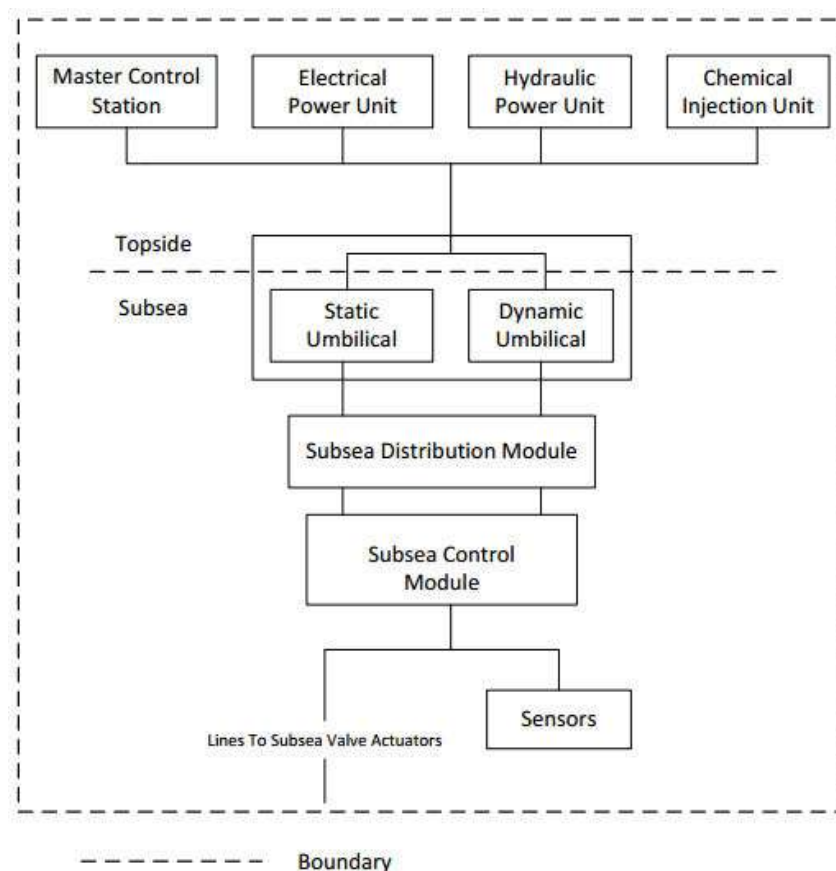 Master Control
Station
Electrical
Power Unit
Hydraulic
Power Unit
Chemical
Injection Unit
Topside
Subsea
Static
Umbilical
Dynamic
Umbilical
Subsea Distribution Module
Subsea Control
Module
Sensors
Lines To Subsea Valve Actuators
Boundary